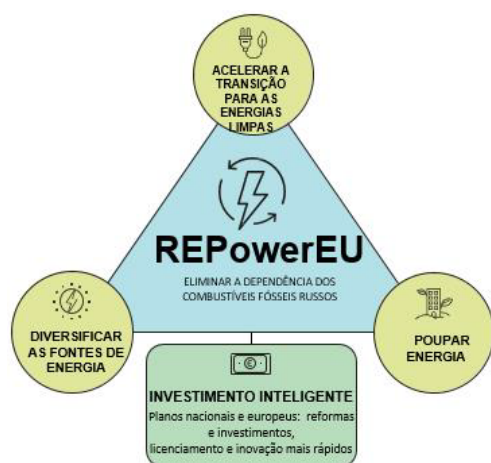 ACELERAR A
TRANSIÇÃO
PARA AS
ENERGIAS
LIMPAS
REPowerEU
ELIMINAR A DEPENDÊNCIA DOS
COMBUSTÍVEIS FÓSSEIS RUSSOS
DIVERSIFICAR
AS FONTES DE
ENERGIA
POUPAR
ENERGIA
INVESTIMENTO INTELIGENTE
Planos nacionais e europeus: reformas
e investimentos,
licenciamento e inovação mais rápidos